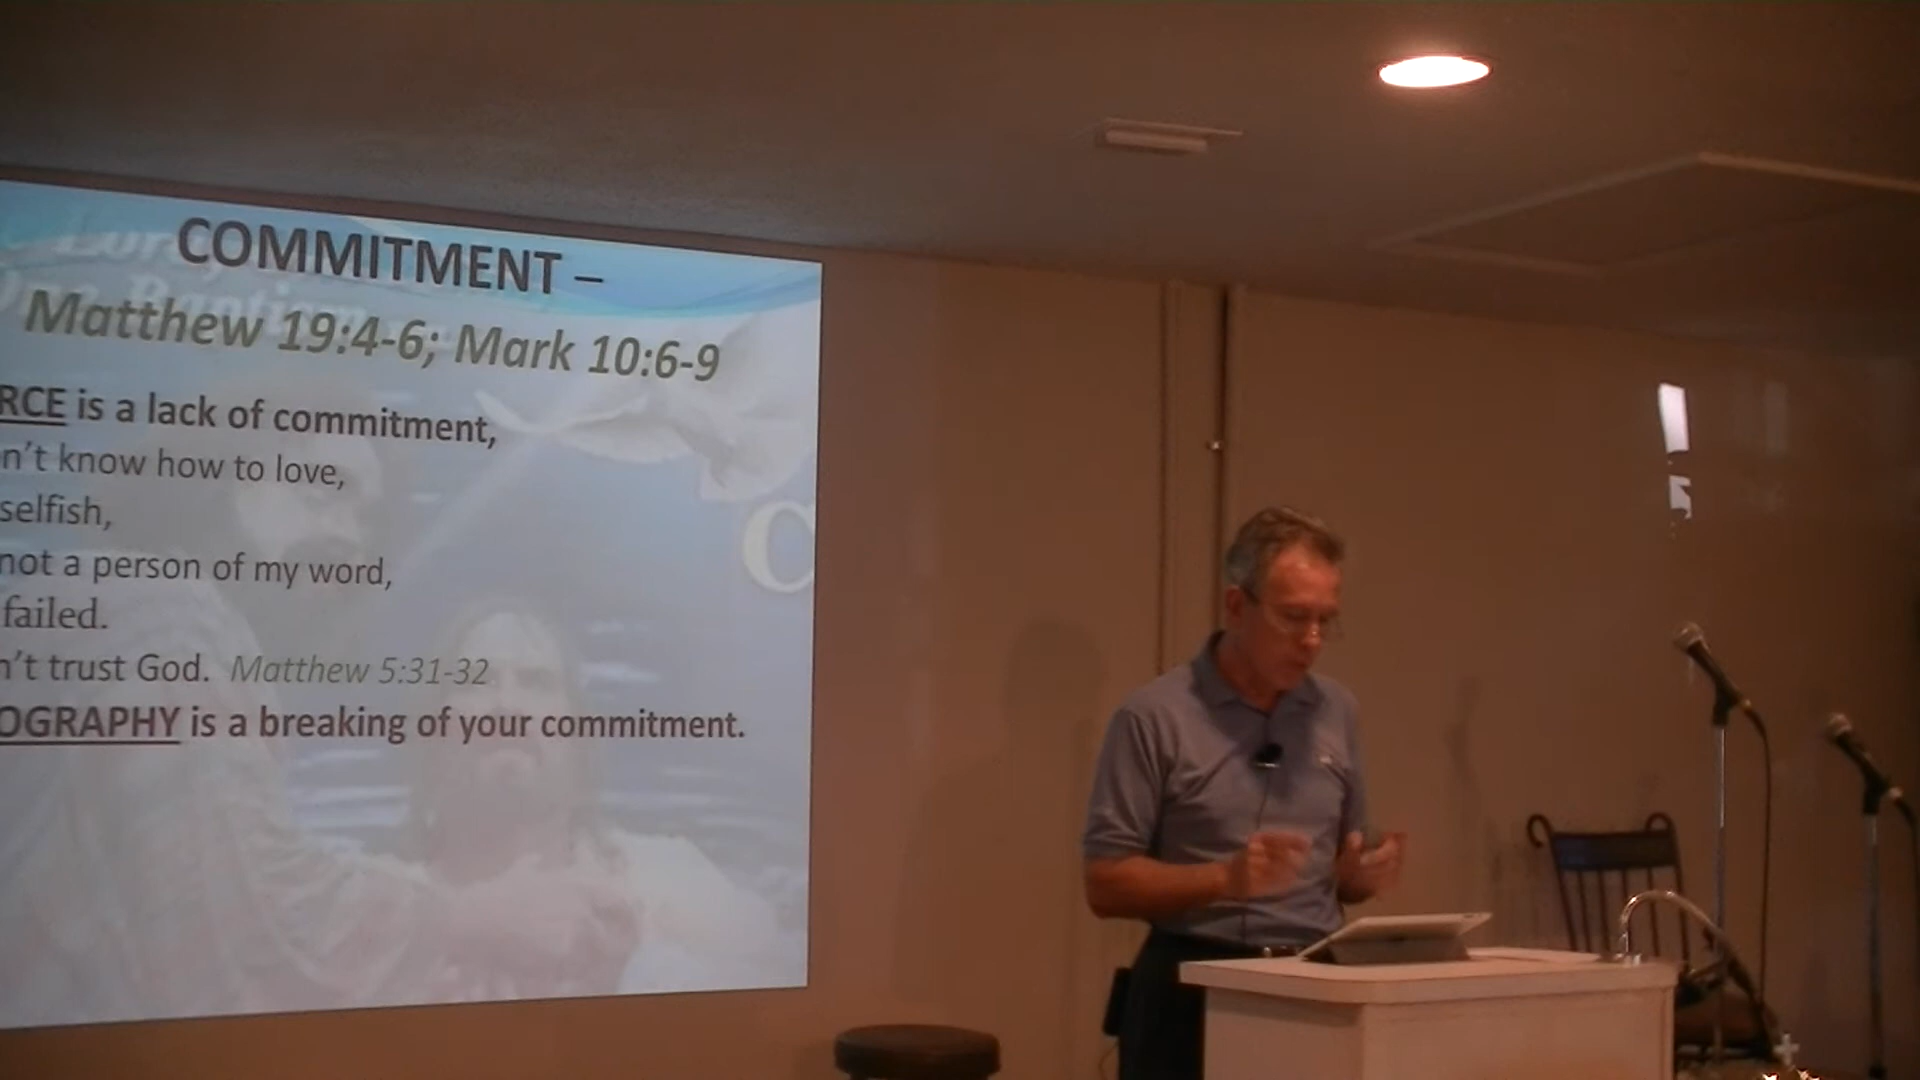 COMMITMENT –
Matthew 19:4-6; Mark 10:6-9
RCE is a lack of commitment,
n't know how to love,
selfish,
not a person of my word,
failed.
n't trust God. Matthew 5:31-32
OGRAPHY is a breaking of your commitment.